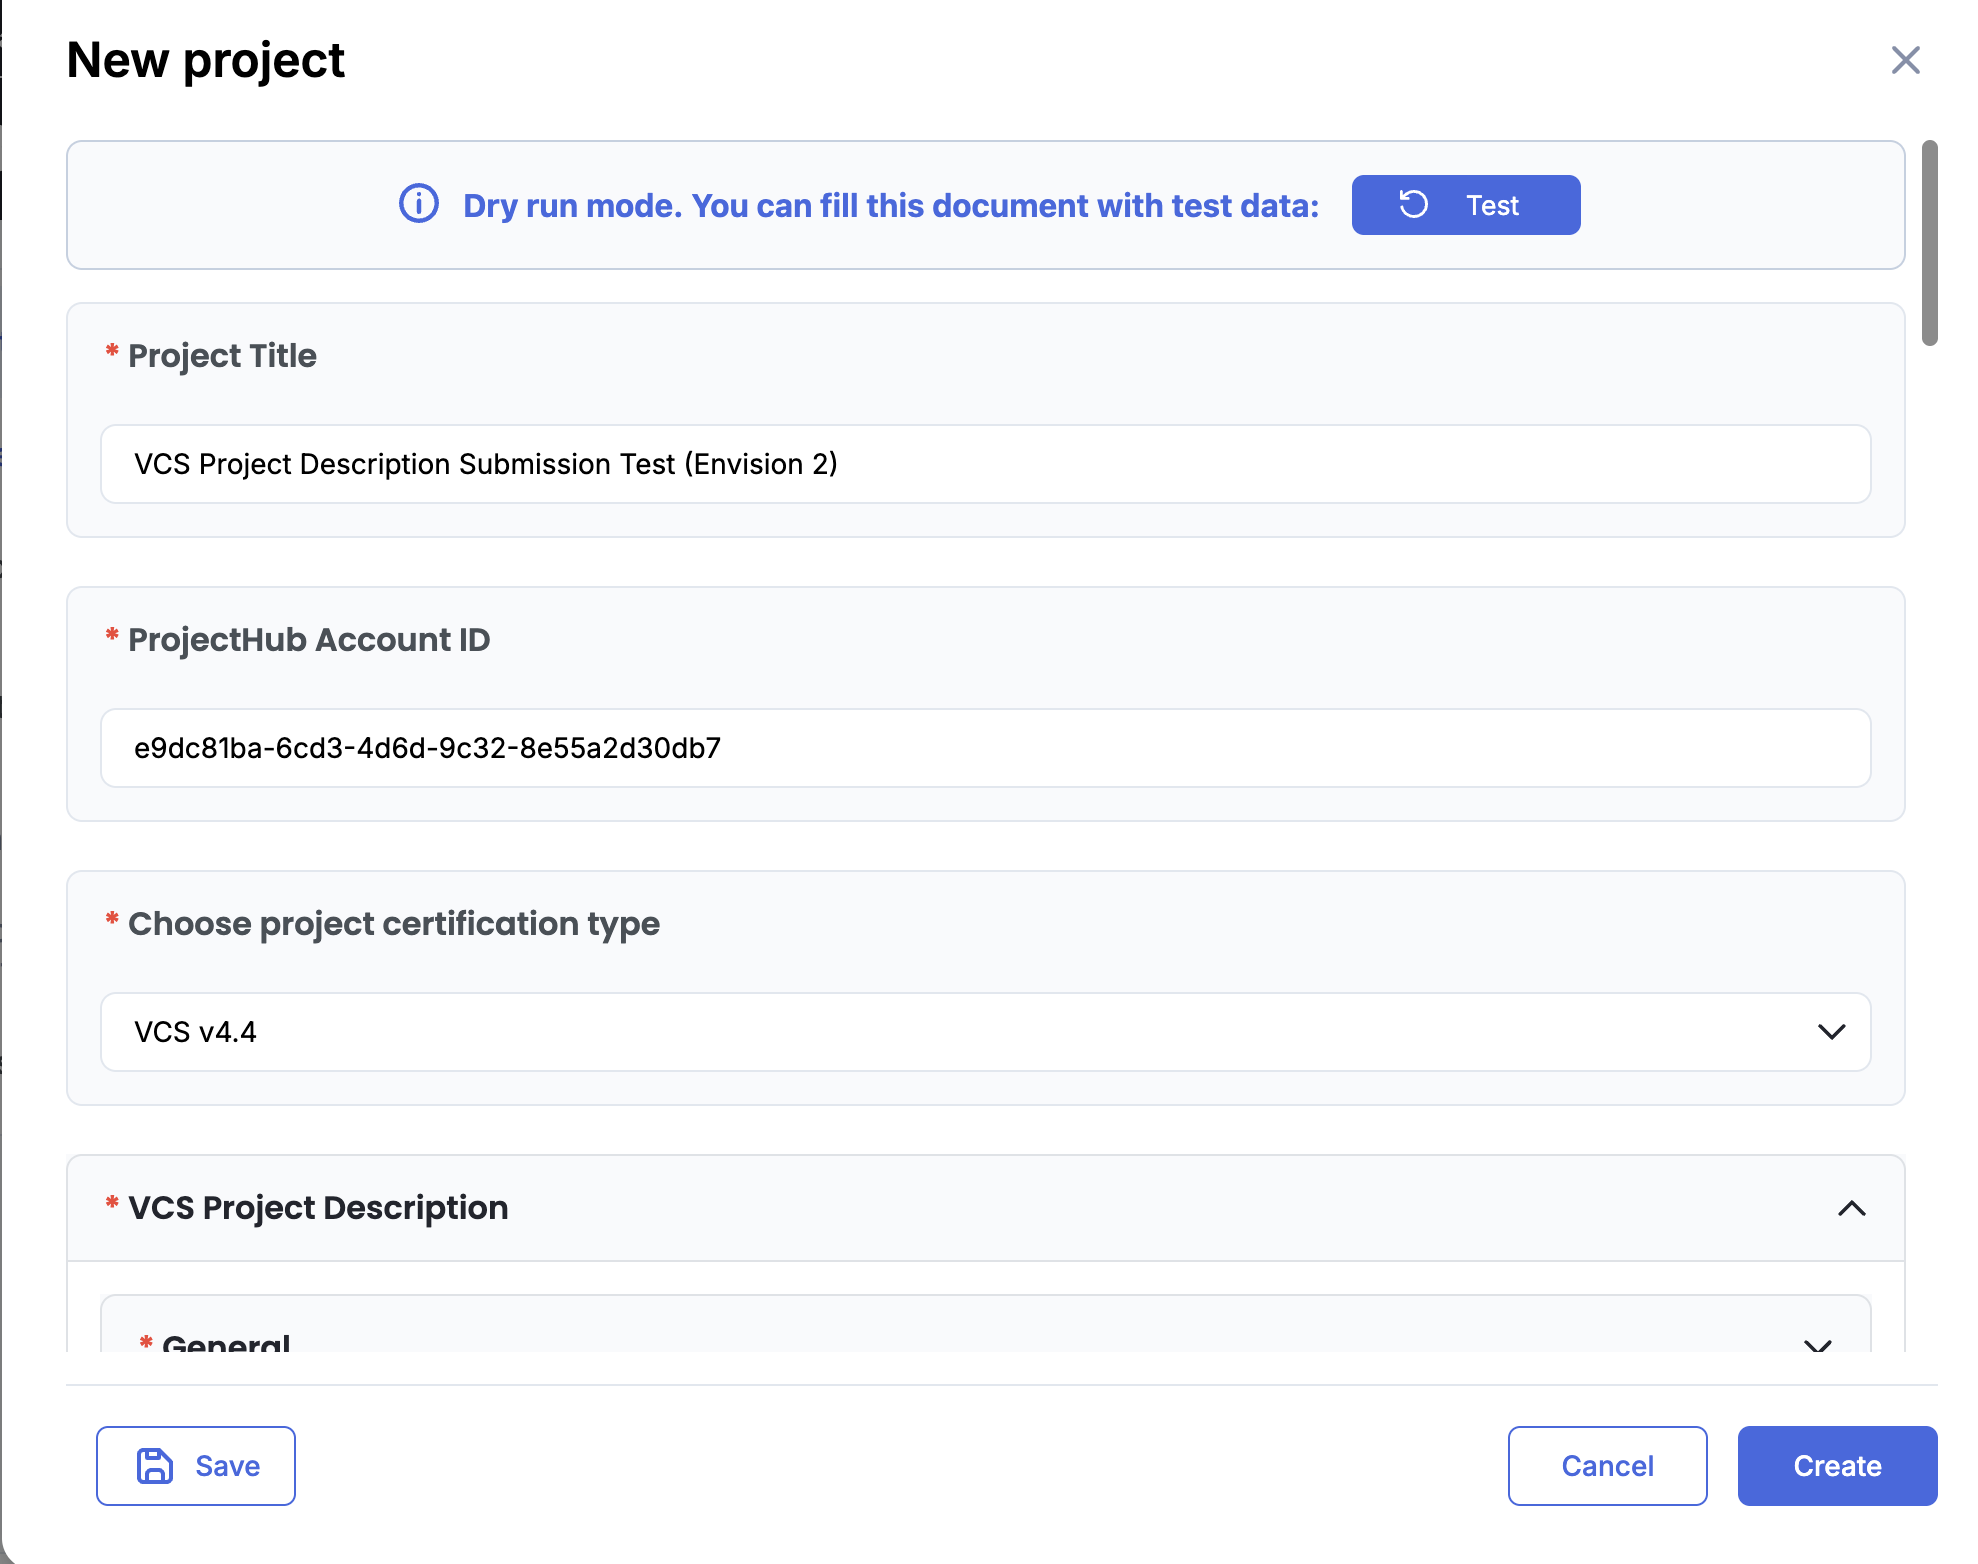 New project
Dry run mode. You can fill this document with test data:
Test
* Project Title
VCS Project Description Submission Test (Envision 2)
* ProjectHub Account ID
e9dc81ba-6cd3-4d6d-9c32-8e55a2d30db7
* Choose project certification type
VCS v4.4
* VCS Project Description
* General
Save
Cancel
Create